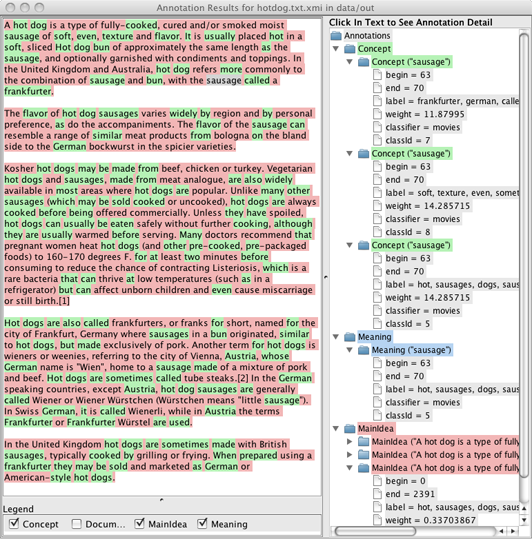 Annotation Results for hotdog.txt.xmi in data/out
A hot dog is a type of fully-cooked, cured and/or smoked moist
sausage of soft, even, texture and flavor. It is usually placed hot in a
soft, sliced Hot dog bun of approximately the same length as the
sausage, and optionally garnished with condiments and toppings. In
the United Kingdom and Australia, hot dog refers more commonly to
the combination of sausage and bun, with the sausage called a
frankfurter.
The flavor of hot dog sausages varies widely by region and by personal
preference, as do the accompaniments. The flavor of the sausage can
resemble a range of similar meat products from bologna on the bland
side to the German bockwurst in the spicier varieties.
Kosher hot dogs may be made from beef, chicken or turkey. Vegetarian
hot dogs and sausages, made from meat analogue, are also widely
available in most areas where hot dogs are popular. Unlike many other
sausages (which may be sold cooked or uncooked), hot dogs are always
cooked before being offered commercially. Unless they have spoiled,
hot dogs can usually be eaten safely without further cooking, although
they are usually warmed before serving. Many doctors recommend that
pregnant women heat hot dogs (and other pre-cooked, pre-packaged
foods) to 160-170 degrees F. for at least two minutes before
consuming to reduce the chance of contracting Listeriosis, which is a
rare bacteria that can thrive at low temperatures (such as in a
refrigerator) but can affect unborn children and even cause miscarriage
or still birth.[1]
Hot dogs are also called frankfurters, or franks for short, named for the
city of Frankfurt, Germany where sausages in a bun originated, similar
to hot dogs, but made exclusively of pork. Another term for hot dogs is
wieners or weenies, referring to the city of Vienna, Austria, whose
German name is "Wien", home to a sausage made of a mixture of pork
and beef. Hot dogs are sometimes called tube steaks.[2] In the German
speaking countries, except Austria, hot dog sausages are generally
called Wiener or Wiener Würstchen (Würstchen means "little sausage").
In Swiss German, it is called Wienerli, while in Austria the terms
Frankfurter or Frankfurter Würstel are used.
In the United Kingdom hot dogs are sometimes made with British
sausages, typically cooked by grilling or frying. When prepared using a
frankfurter they may be sold and marketed as German or
American-style hot dogs.
Legend
Concept
Docum...
MainIdea
Meaning
Click In Text to See Annotation Detail
Annotations
Concept
Concept ("sausage")
begin = 63
end = 70
label = frankfurter, german, calle
weight = 11.87995
classifier = movies
classId = 7
Concept ("sausage")
begin = 63
end = 70
label = soft, texture, even, somet
weight = 14.285715
classifier = movies
classId = 8
Concept ("sausage")
begin = 63
end = 70
label = hot, sausages, dogs, saus
weight = 14.285715
classifier = movies
classId = 5
Meaning
Meaning ("sausage")
begin = 63
end = 70
label = hot, sausages, dogs, saus
classifier = movies
classId = 5
MainIdea
MainIdea ("A hot dog is a type of fully
MainIdea ("A hot dog is a type of fully
MainIdea ("A hot dog is a type of fully
begin = 0
end = 2391
label = hot, sausages, dogs, saus
weight = 0.33703867